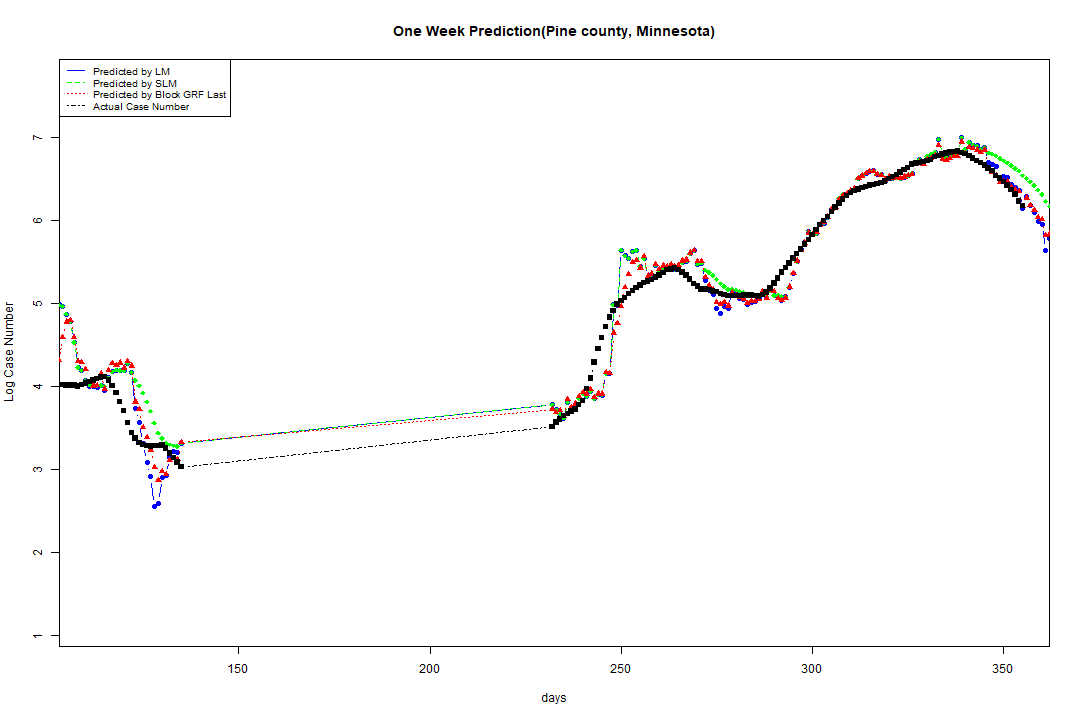 One Week Prediction(Pine county, Minnesota)
Predicted by LM
Predicted by SLM
Predicted by Block GRF Last
Actual Case Number
Log Case Number
7
6
5
4
3
2
1
150 200 250 300 350
days